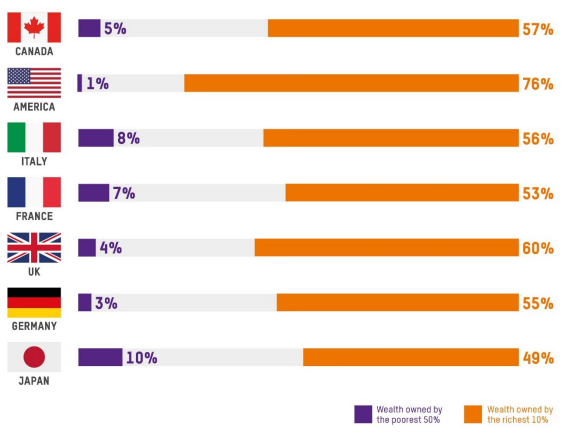 5% 57%
CANADA
1% 76%
AMERICA
8% 56%
ITALY
7% 53%
FRANCE
4% 60%
UK
3% 55%
GERMANY
10% 49%
JAPAN
Wealth owned by
the poorest 50%
Wealth owned by
the richest 10%